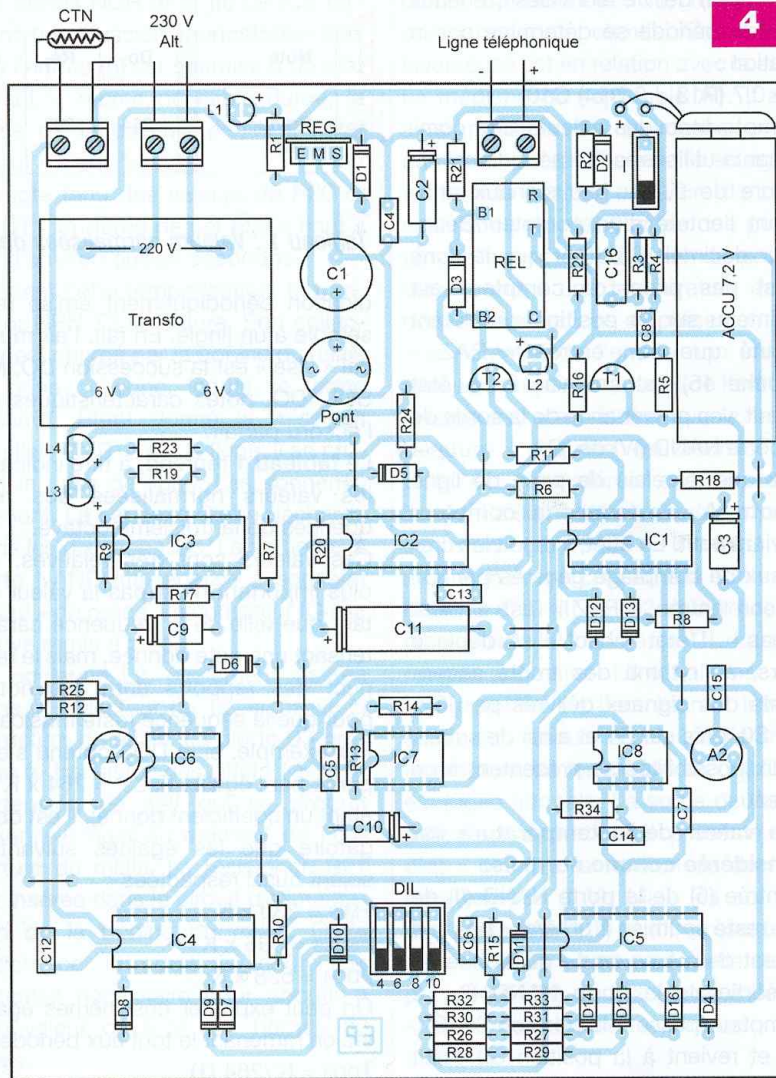 CTN
230 V
Alt.
4
Ligne téléphonique
- +
L1 +
R1
REG
E M S
D1
C4
C2 +
R21
B1
R
T
R2
D2
+ -
I
ACCU 7,2 V
220 V
Transfo
6 V
6 V
C1
+
+
Pont
D3
REL
B2
C
R22
C16
R3
R4
C8
T2
+
L2
R16
T1
R5
L4
+
L3
R23
R19
R24
D5
R11
R6
R18
R9
IC3
R7
R20
IC2
IC1
C3
+
R17
C9
+
C13
C11
+
D12
D13
R8
D6
R25
R12
A1
IC6
R14
C5
R13
IC7
C10
+
IC8
C15
A2
R34
C14
C7
C12
IC4
R10
D10
DIL
4 6 8 10
C6
R15
D11
IC5
D8
D9
D7
R32
R33
R30
R31
R26
R27
R28
R29
D14
D15
D16
D4